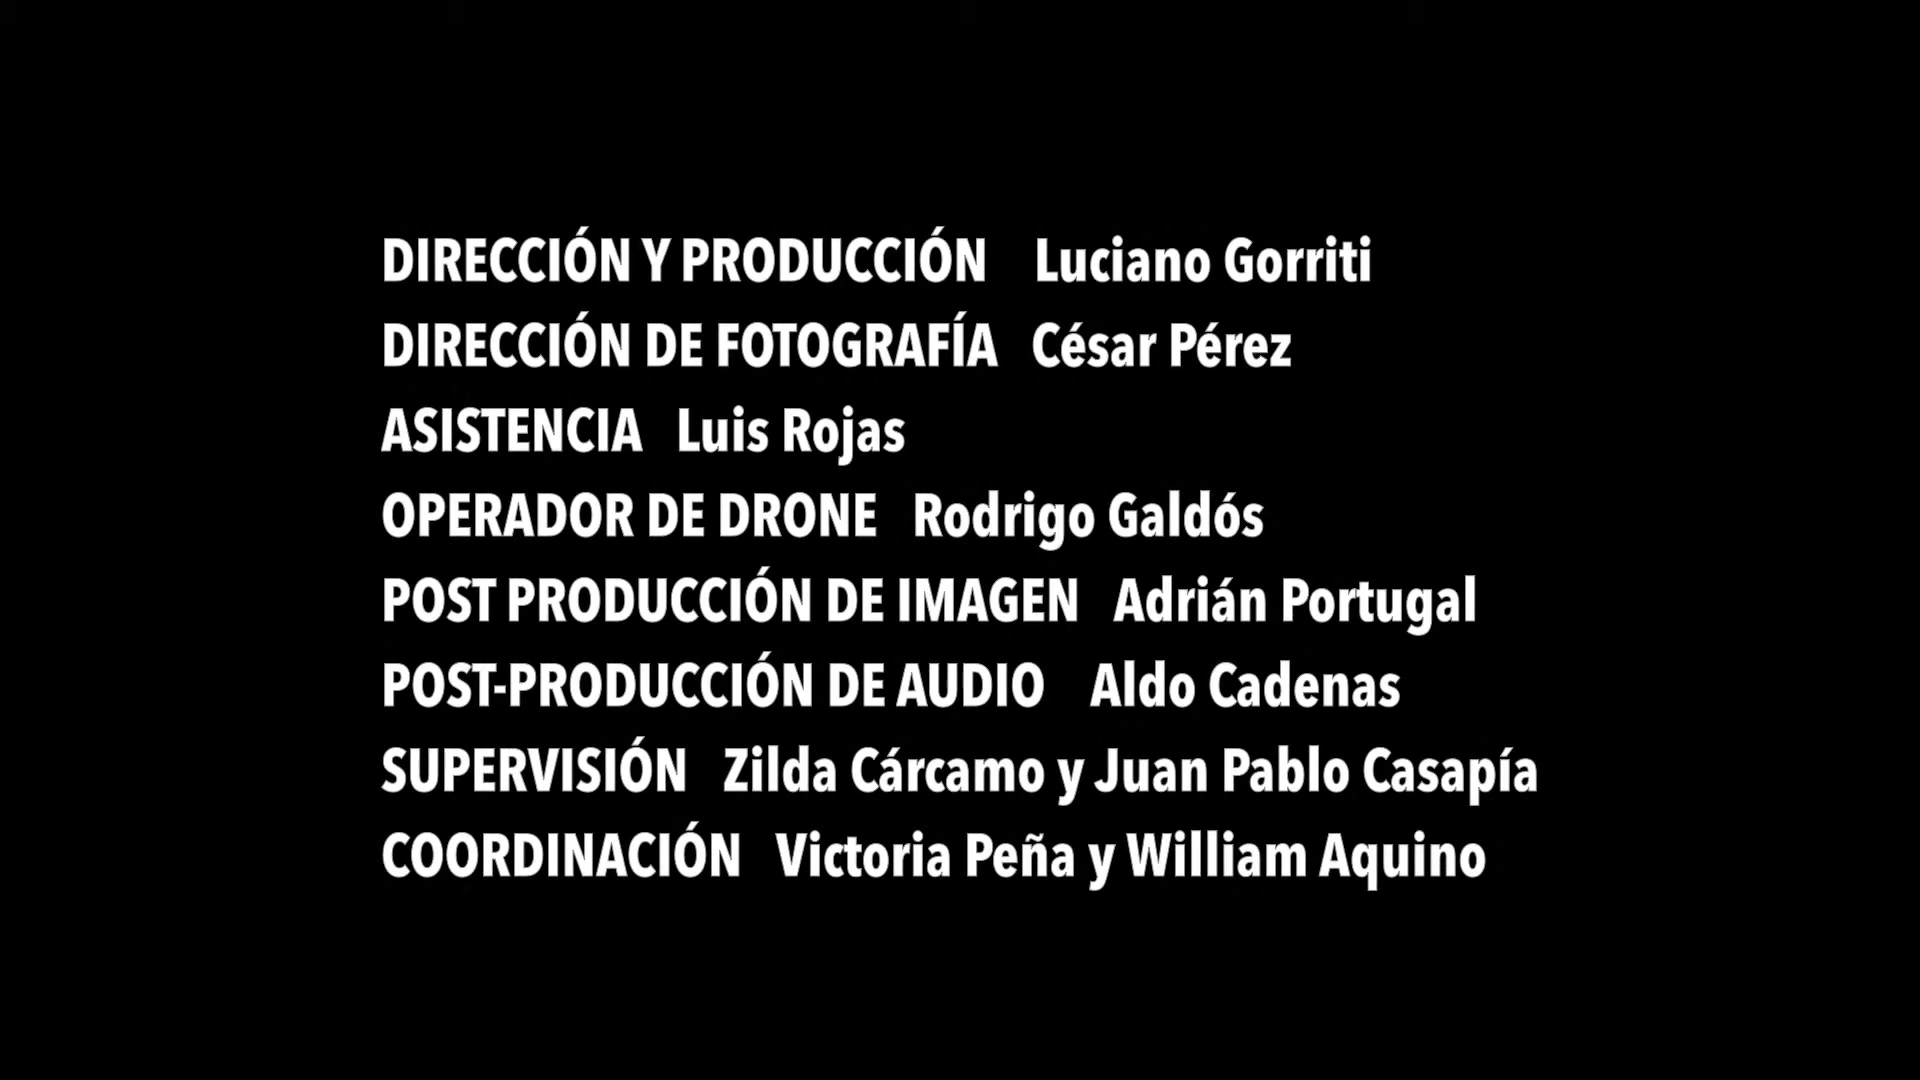 DIRECCIÓN Y PRODUCCIÓN Luciano Gorriti
DIRECCIÓN DE FOTOGRAFÍA César Pérez
ASISTENCIA Luis Rojas
OPERADOR DE DRONE Rodrigo Galdós
POST PRODUCCIÓN DE IMAGEN Adrián Portugal
POST-PRODUCCIÓN DE AUDIO Aldo Cadenas
SUPERVISIÓN Zilda Cárcamo y Juan Pablo Casapía
COORDINACIÓN Victoria Peña y William Aquino